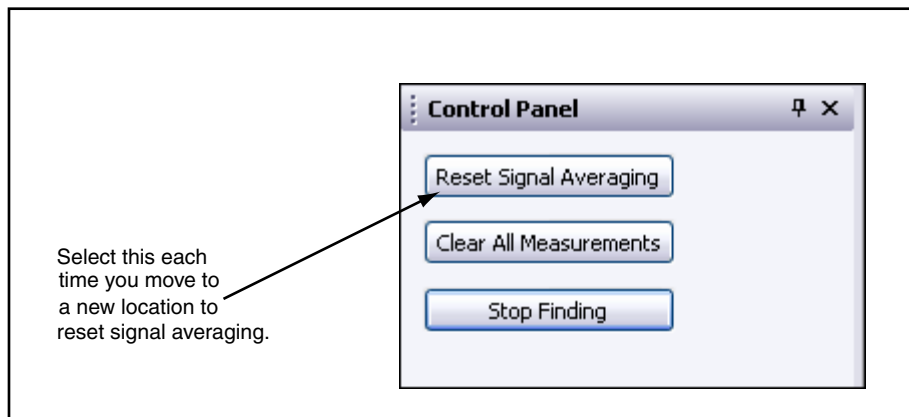 Control Panel
Reset Signal Averaging
Clear All Measurements
Stop Finding
Select this each
time you move to
a new location to
reset signal averaging.